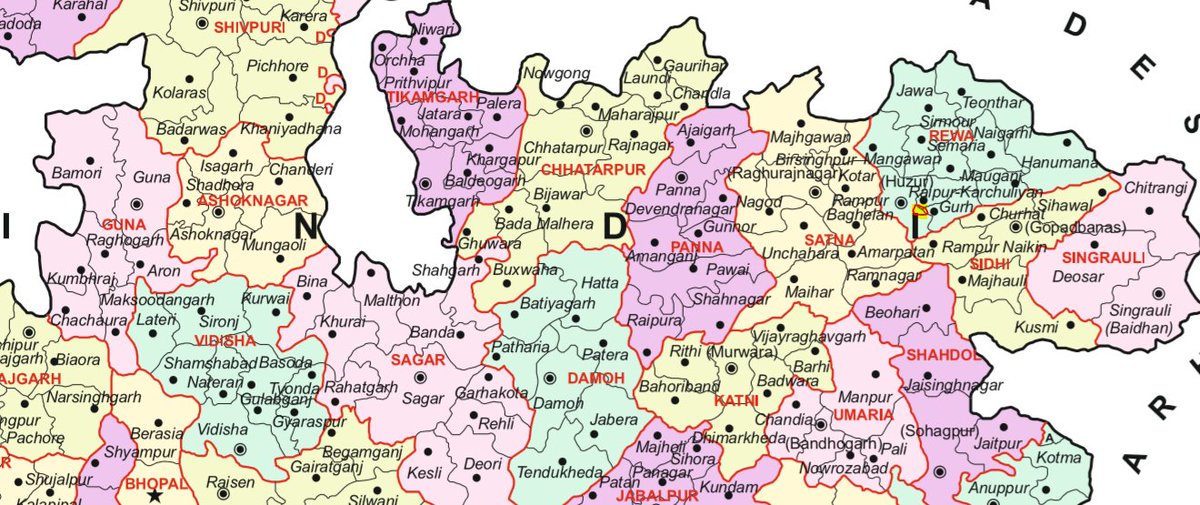 Karahal
Shivpuri
Karera
SHIVPURI
Pichhore
Kolaras
Badarwas
Khaniyadhana
Niwari
Orchha
Prithvipur
TIKAMGARH
Palera
Jatara
Mohengarh
Khargapur
Baldeogarh
Tikamgarh
Nowgong
Gaurihar
Laundi
Chandla
Maharajpur
Chhatarpur
Rajnagar
CHHATARPUR
Bijawar
Bada Malhera
Ghuwara
Buxwaha
Ajaigarh
Panna
Devendranagar
Gunnor
PANNA
Amanganj
Pawai
Shahnagar
Raipura
Majhgawan
Birsinghpur
(Raghurajnagar)
Kotar
Nagod
Rampur
Baghelan
SATNA
Unchahara
Amarpatan
Maihar
Ramnagar
Jawa
Teonthar
Sirmour
REWA
Naigarhi
Semaria
Mangawan
Hanumana
Mauganj
(Huzur)
Raipur-Karchuliyan
Gurh
Sihawal
Churhat
(Gopadbanas)
Rampur Naikin
SIDHI
Majhauli
Kusmi
Chitrangi
SINGRAULI
Deosar
Singrauli
(Baidhan)
Bamori
Guna
GUNA
Raghogarh
Aron
Kumbhraj
Chachaura
Maksoodangarh
Isagarh
Chanderi
Shadhora
ASHOKNAGAR
Ashoknagar
Mungaoli
N
D
I
I
A
D
E
S
A
R
Lateri
Sironj
Kurwai
VIDISHA
Shamshabad
Basoda
Nateran
Tyonda
Gulabganj
Gyaraspur
Vidisha
Bina
Malthon
Shahgarh
Khurai
Banda
SAGAR
Rahatgarh
Sagar
Garhakota
Rehli
Kesli
Deori
Hatta
Batiyagarh
Patharia
Patera
DAMOH
Damoh
Jabera
Tendukheda
Rithi
(Murwara)
Vijayraghavgarh
Barhi
Bahoriband
Badwara
KATNI
Dhimarkheda
Chandia
Manpur
UMARIA
(Bandhogarh)
Pali
Nowrozabad
Beohari
SHAHDOL
Jaisinghnagar
(Sohagpur)
Jaitpur
Kotma
Anuppur
Biaora
Narsinghgarh
Pachore
Berasia
Shyampur
Shujalpur
BHOPAL
Raisen
Begamganj
Gairatganj
Silwani
Majholi
Sihora
(Panagar
Patan
Kundam
JABALPUR